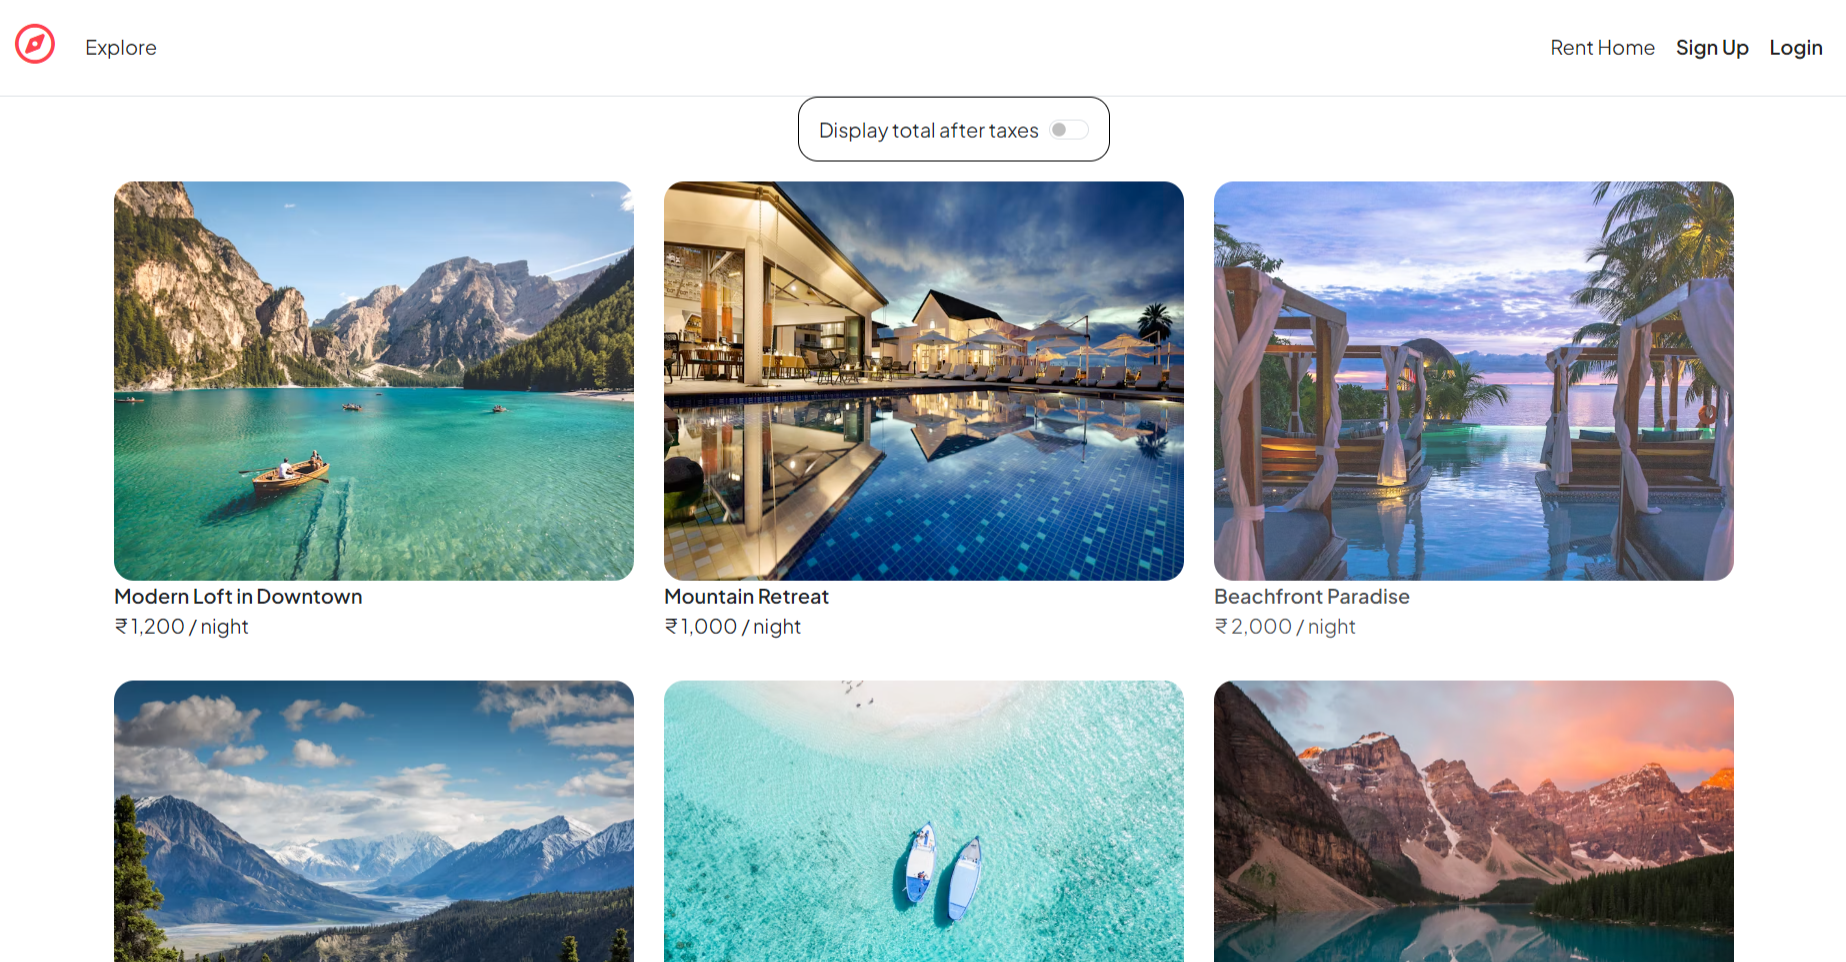 Explore
Rent Home Sign Up Login
Display total after taxes
Modern Loft in Downtown
₹ 1,200 / night
Mountain Retreat
₹ 1,000 / night
Beachfront Paradise
₹ 2,000 / night